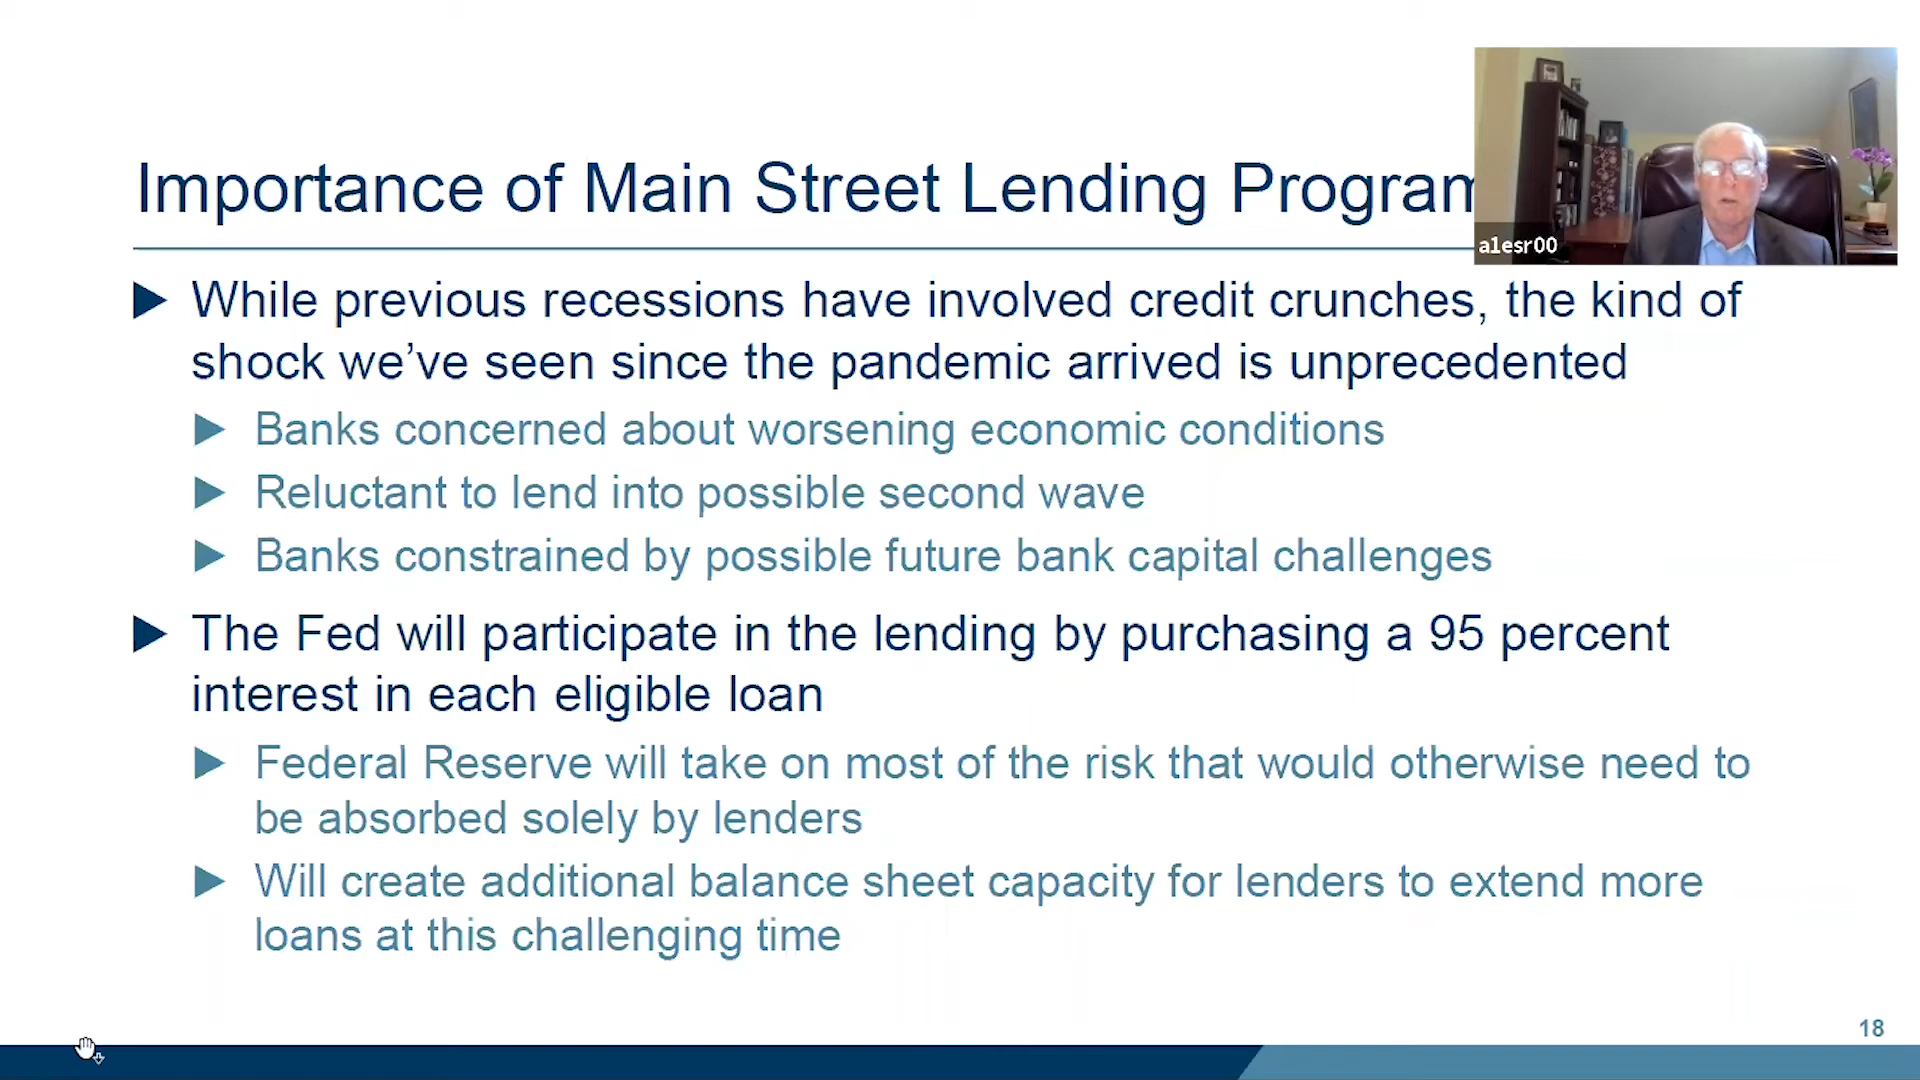 Importance of Main Street Lending Program
a1esr00
While previous recessions have involved credit crunches, the kind of
shock we've seen since the pandemic arrived is unprecedented
Banks concerned about worsening economic conditions
Reluctant to lend into possible second wave
Banks constrained by possible future bank capital challenges
The Fed will participate in the lending by purchasing a 95 percent
interest in each eligible loan
Federal Reserve will take on most of the risk that would otherwise need to
be absorbed solely by lenders
Will create additional balance sheet capacity for lenders to extend more
loans at this challenging time
18